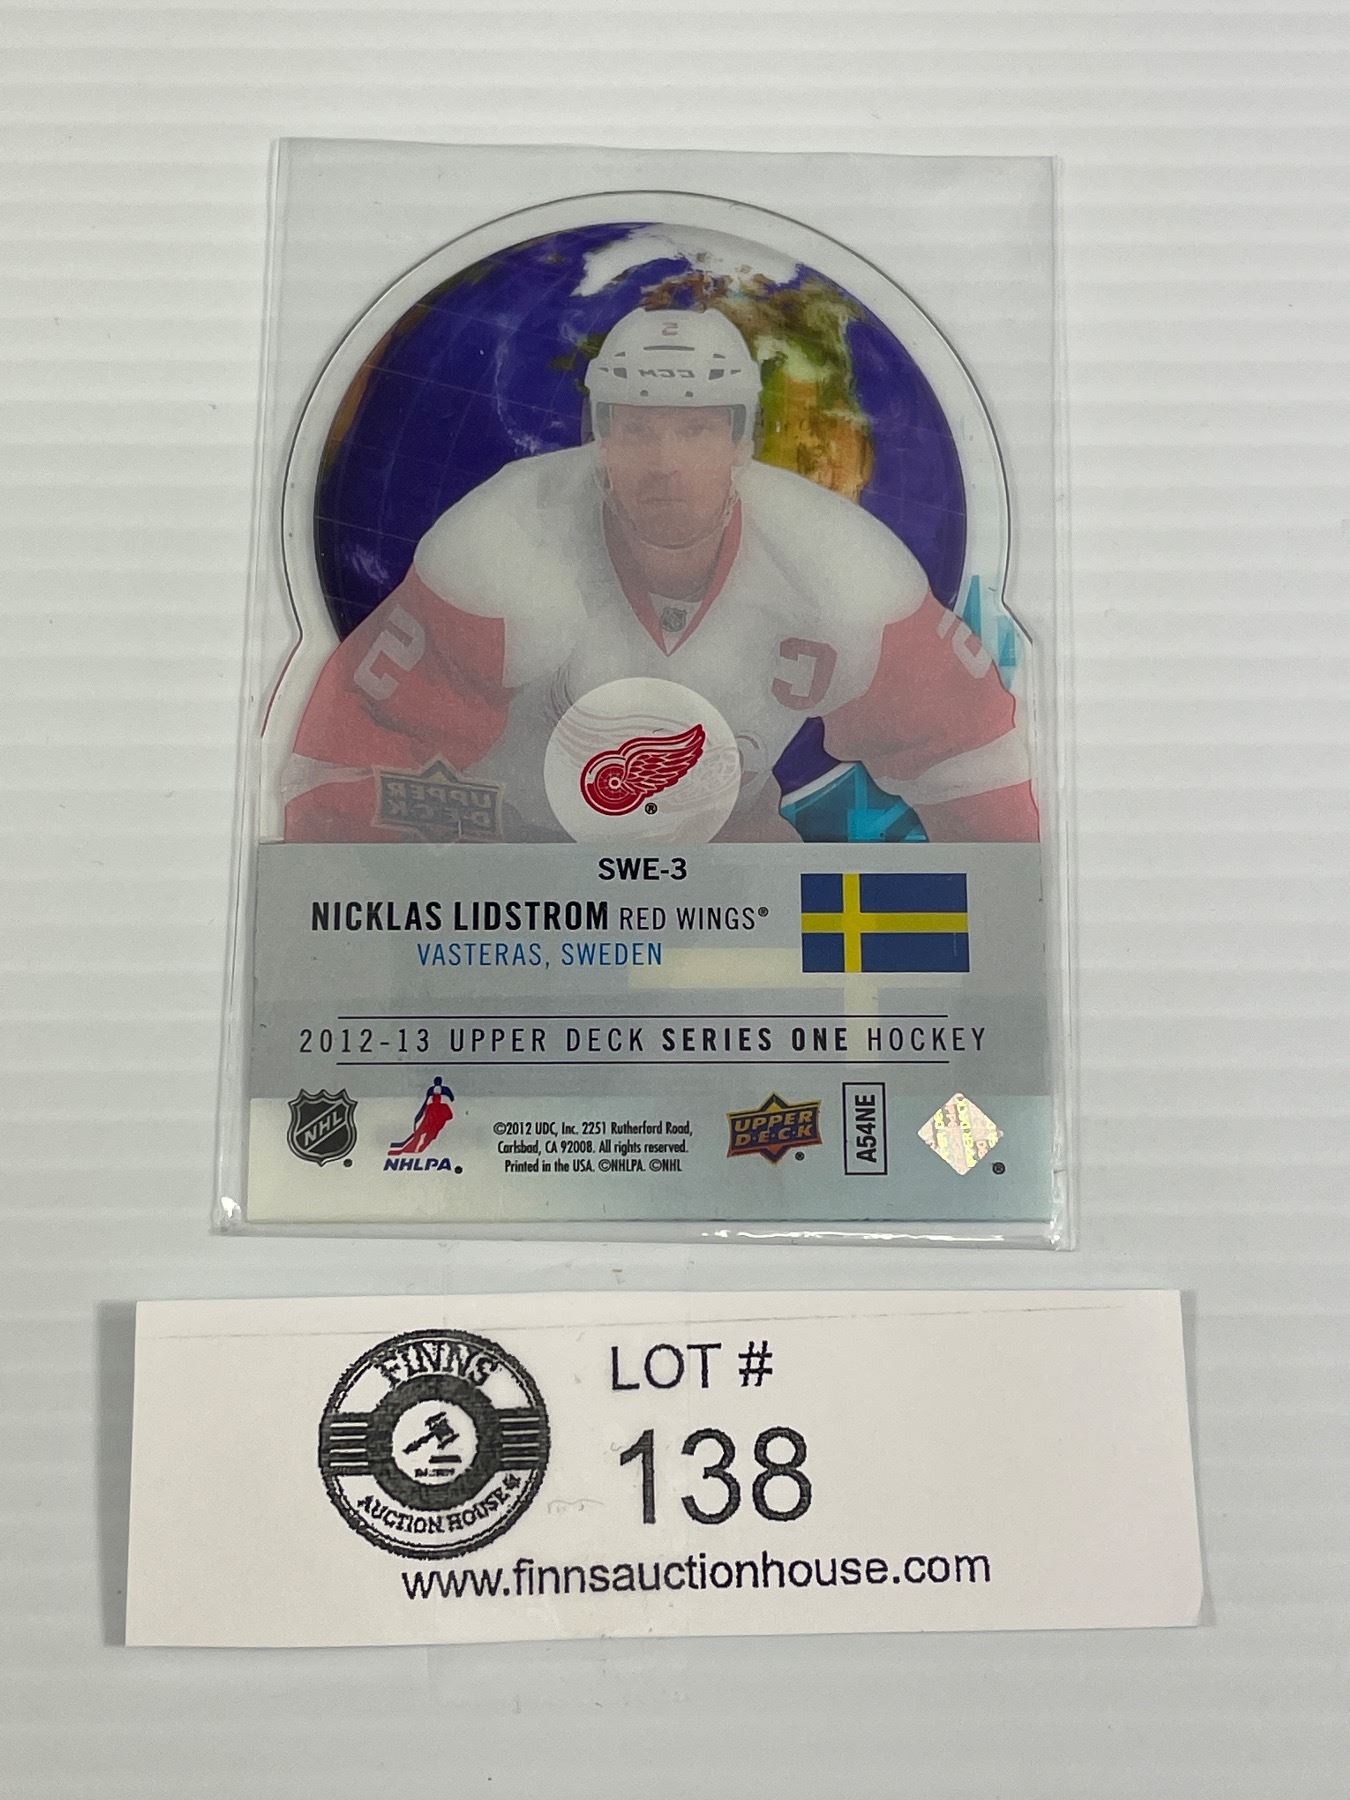 SWE-3
NICKLAS LIDSTROM RED WINGS®
VASTERAS, SWEDEN
2012-13 UPPER DECK SERIES ONE HOCKEY
NHL
®
NHLPA®
©2012 UDC, Inc. 2251 Rutherford Road,
Carlsbad, CA 92008. All rights reserved.
Printed in the USA. ©NHLPA. ©NHL
UPPER
D·E·C·K
®
A54NE
®
FINNS
AUCTION HOUSE
LOT #
138
www.finnsauctionhouse.com